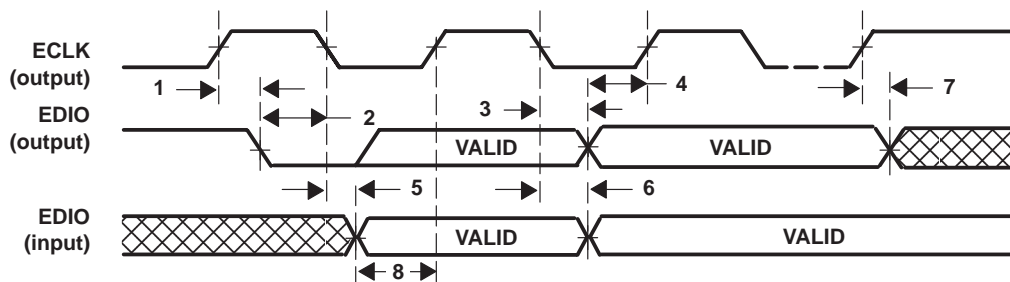 ECLK
(output)
1
4
7
EDIO
(output)
2
3
VALID
VALID
5
6
EDIO
(input)
VALID
VALID
8